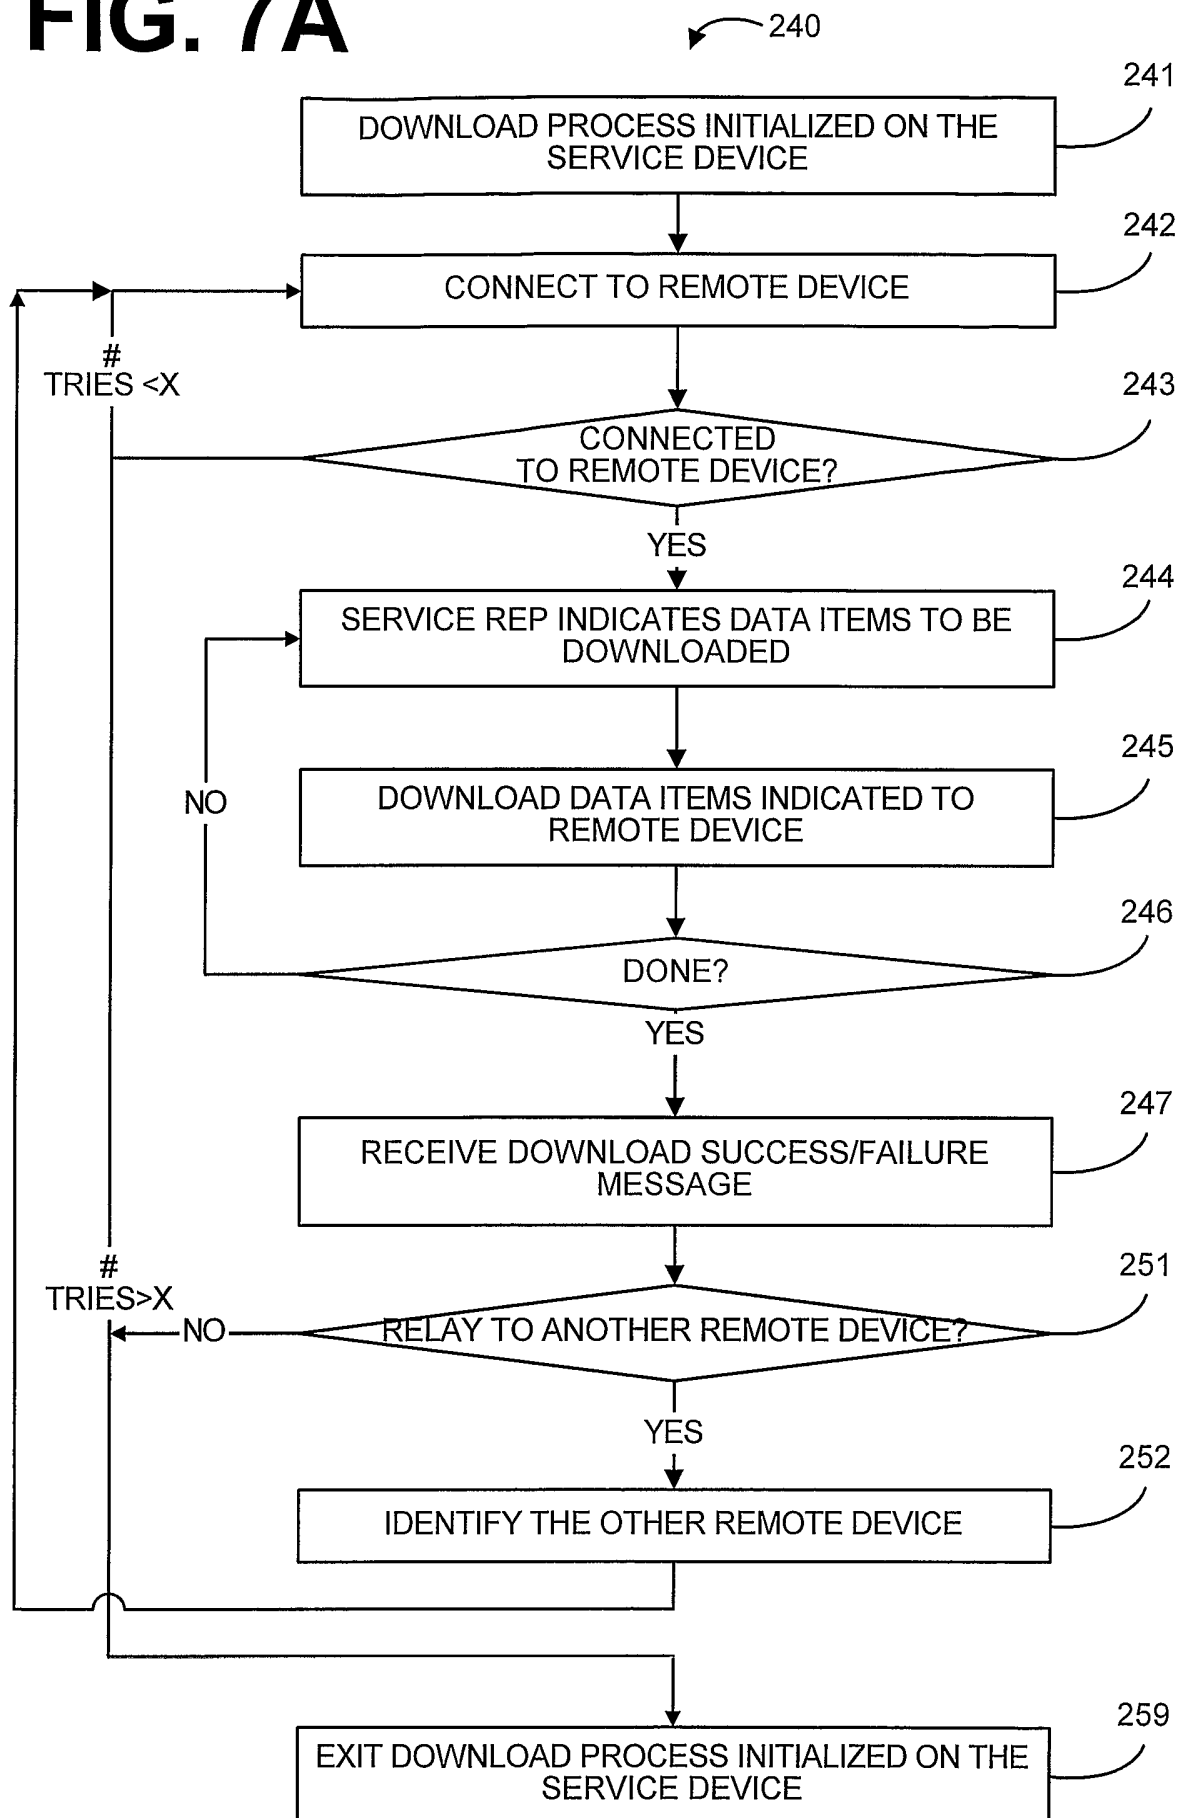 FIG. 7A
240
241
DOWNLOAD PROCESS INITIALIZED ON THE
SERVICE DEVICE
242
CONNECT TO REMOTE DEVICE
#
TRIES <X
243
CONNECTED
TO REMOTE DEVICE?
YES
244
SERVICE REP INDICATES DATA ITEMS TO BE
DOWNLOADED
245
NO
DOWNLOAD DATA ITEMS INDICATED TO
REMOTE DEVICE
246
DONE?
YES
247
RECEIVE DOWNLOAD SUCCESS/FAILURE
MESSAGE
#
TRIES>X
251
NO
RELAY TO ANOTHER REMOTE DEVICE?
YES
252
IDENTIFY THE OTHER REMOTE DEVICE
259
EXIT DOWNLOAD PROCESS INITIALIZED ON THE
SERVICE DEVICE